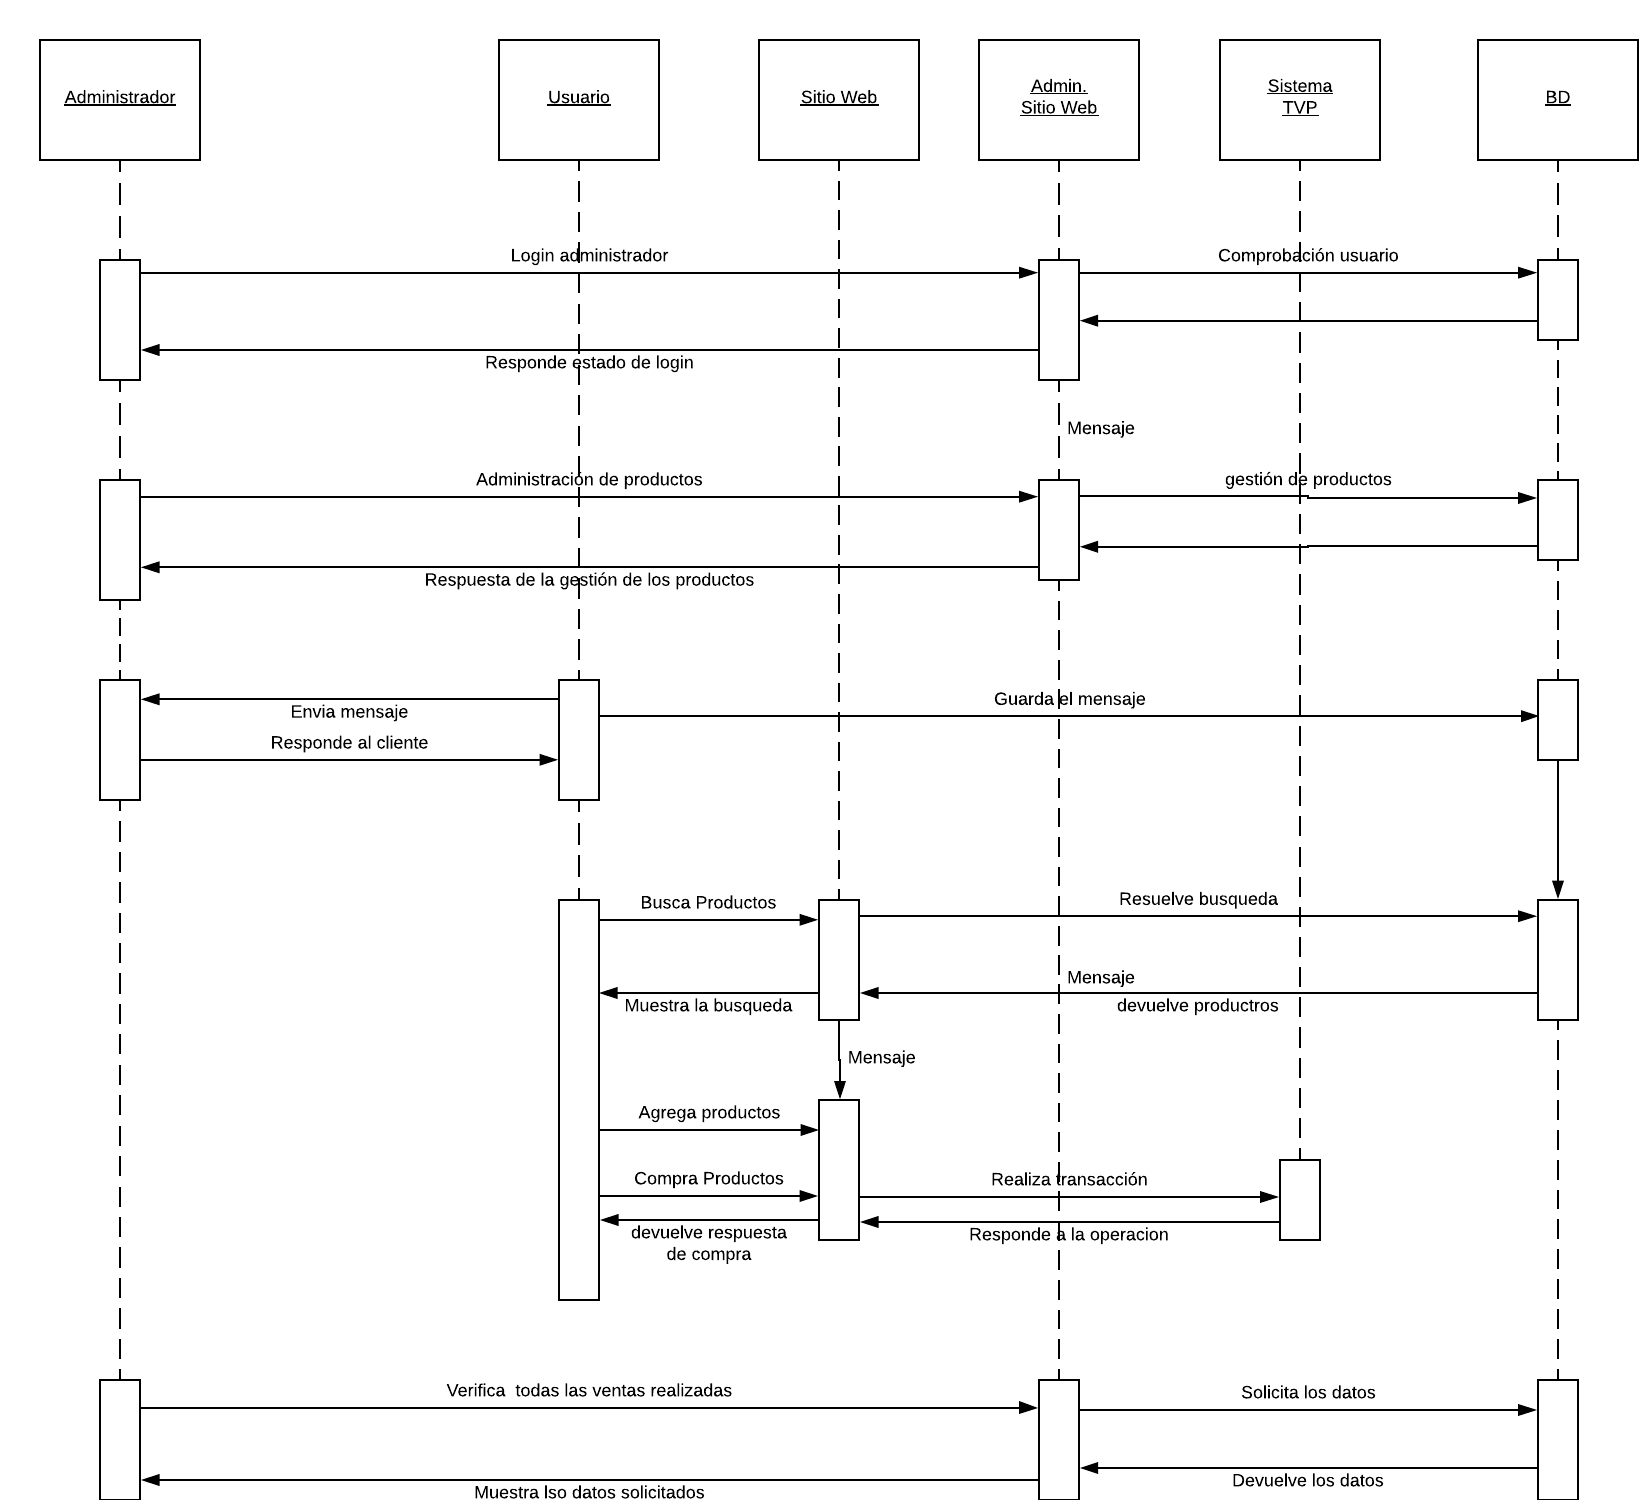 Administrador
Usuario
Sitio Web
Admin.
Sitio Web
Sistema
TVP
BD
Login administrador
Comprobación usuario
Responde estado de login
Mensaje
Administración de productos
gestión de productos
Respuesta de la gestión de los productos
Envia mensaje
Guarda el mensaje
Responde al cliente
Busca Productos
Resuelve busqueda
Mensaje
Muestra la busqueda
devuelve productros
Mensaje
Agrega productos
Compra Productos
Realiza transacción
devuelve respuesta
de compra
Responde a la operacion
Verifica  todas las ventas realizadas
Solicita los datos
Devuelve los datos
Muestra lso datos solicitados